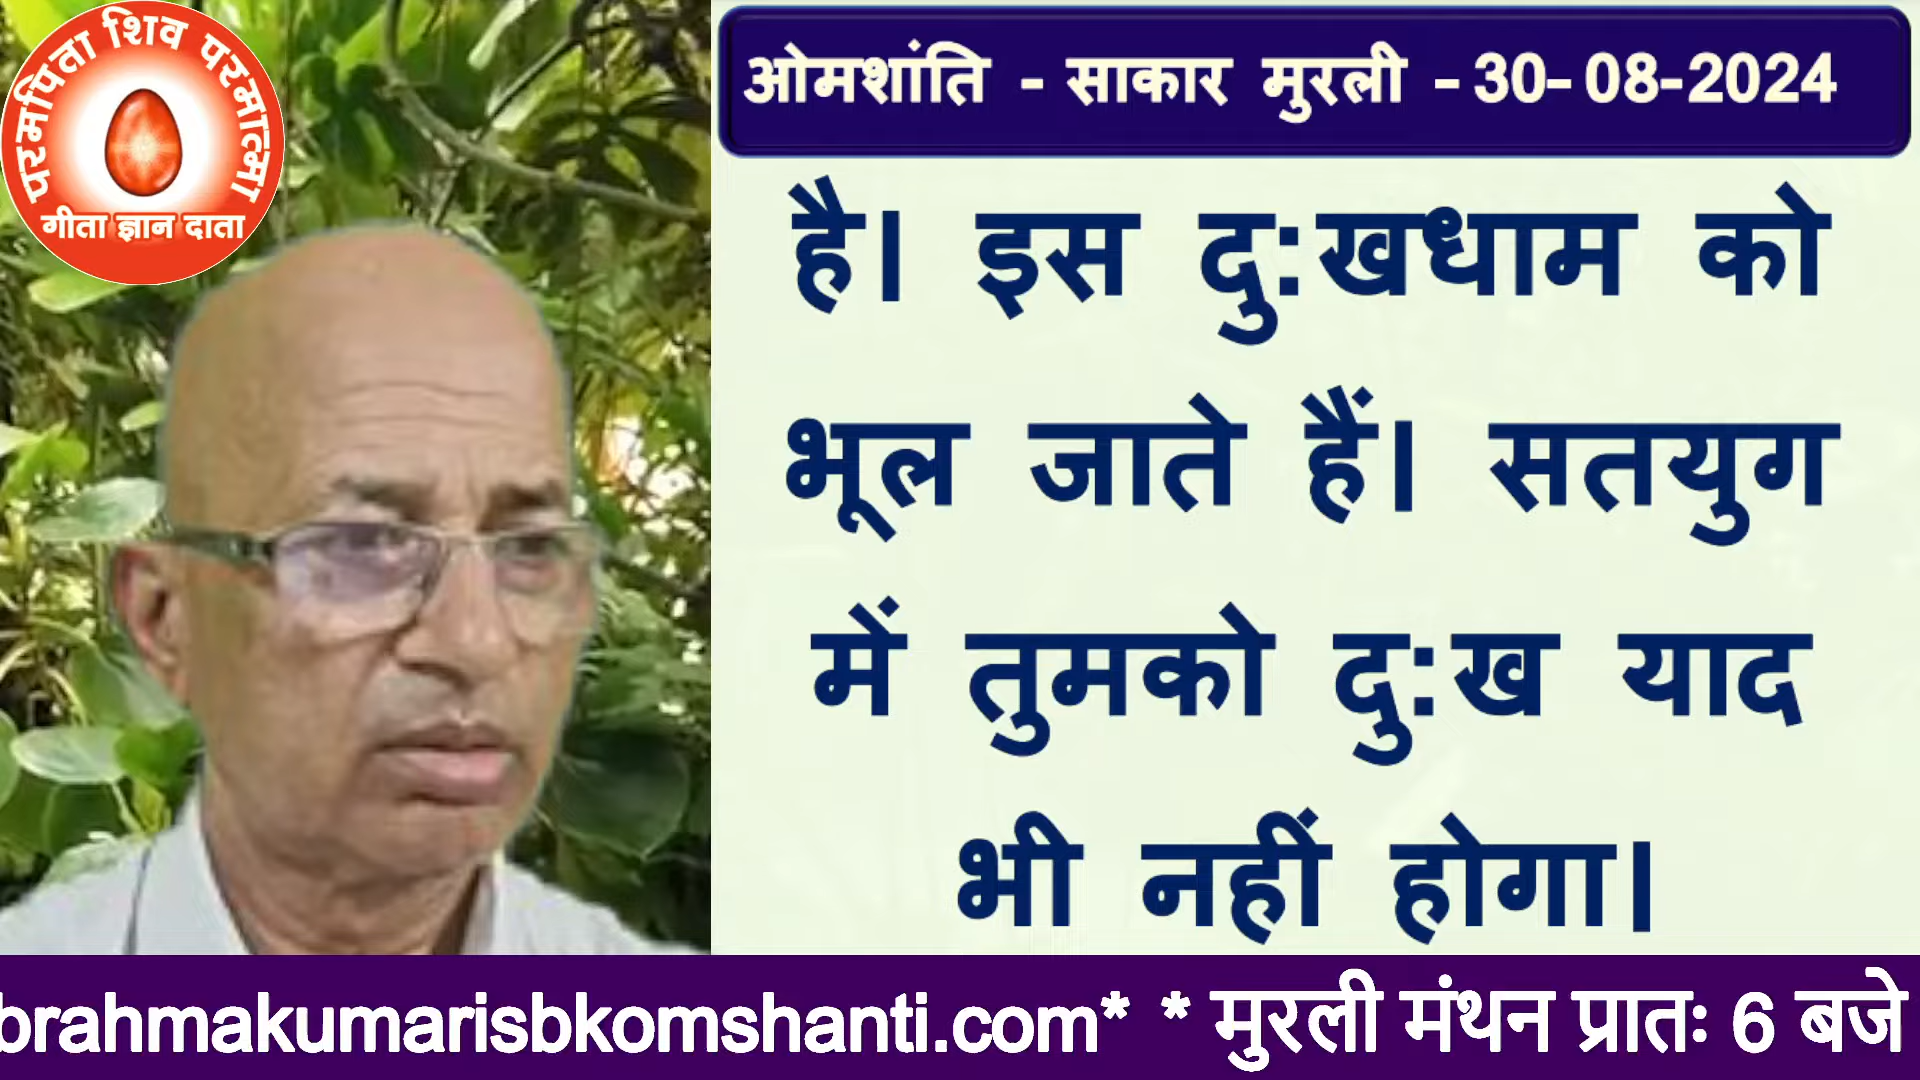 परमपिता शिव परमात्मा
गीता ज्ञान दाता
ओमशांति - साकार मुरली - 30-08-2024
है। इस दु:खधाम को
भूल जाते हैं। सतयुग
में तुमको दु:ख याद
भी नहीं होगा।
brahmakumarisbkomshanti.com* * मुरली मंथन प्रातः 6 बजे